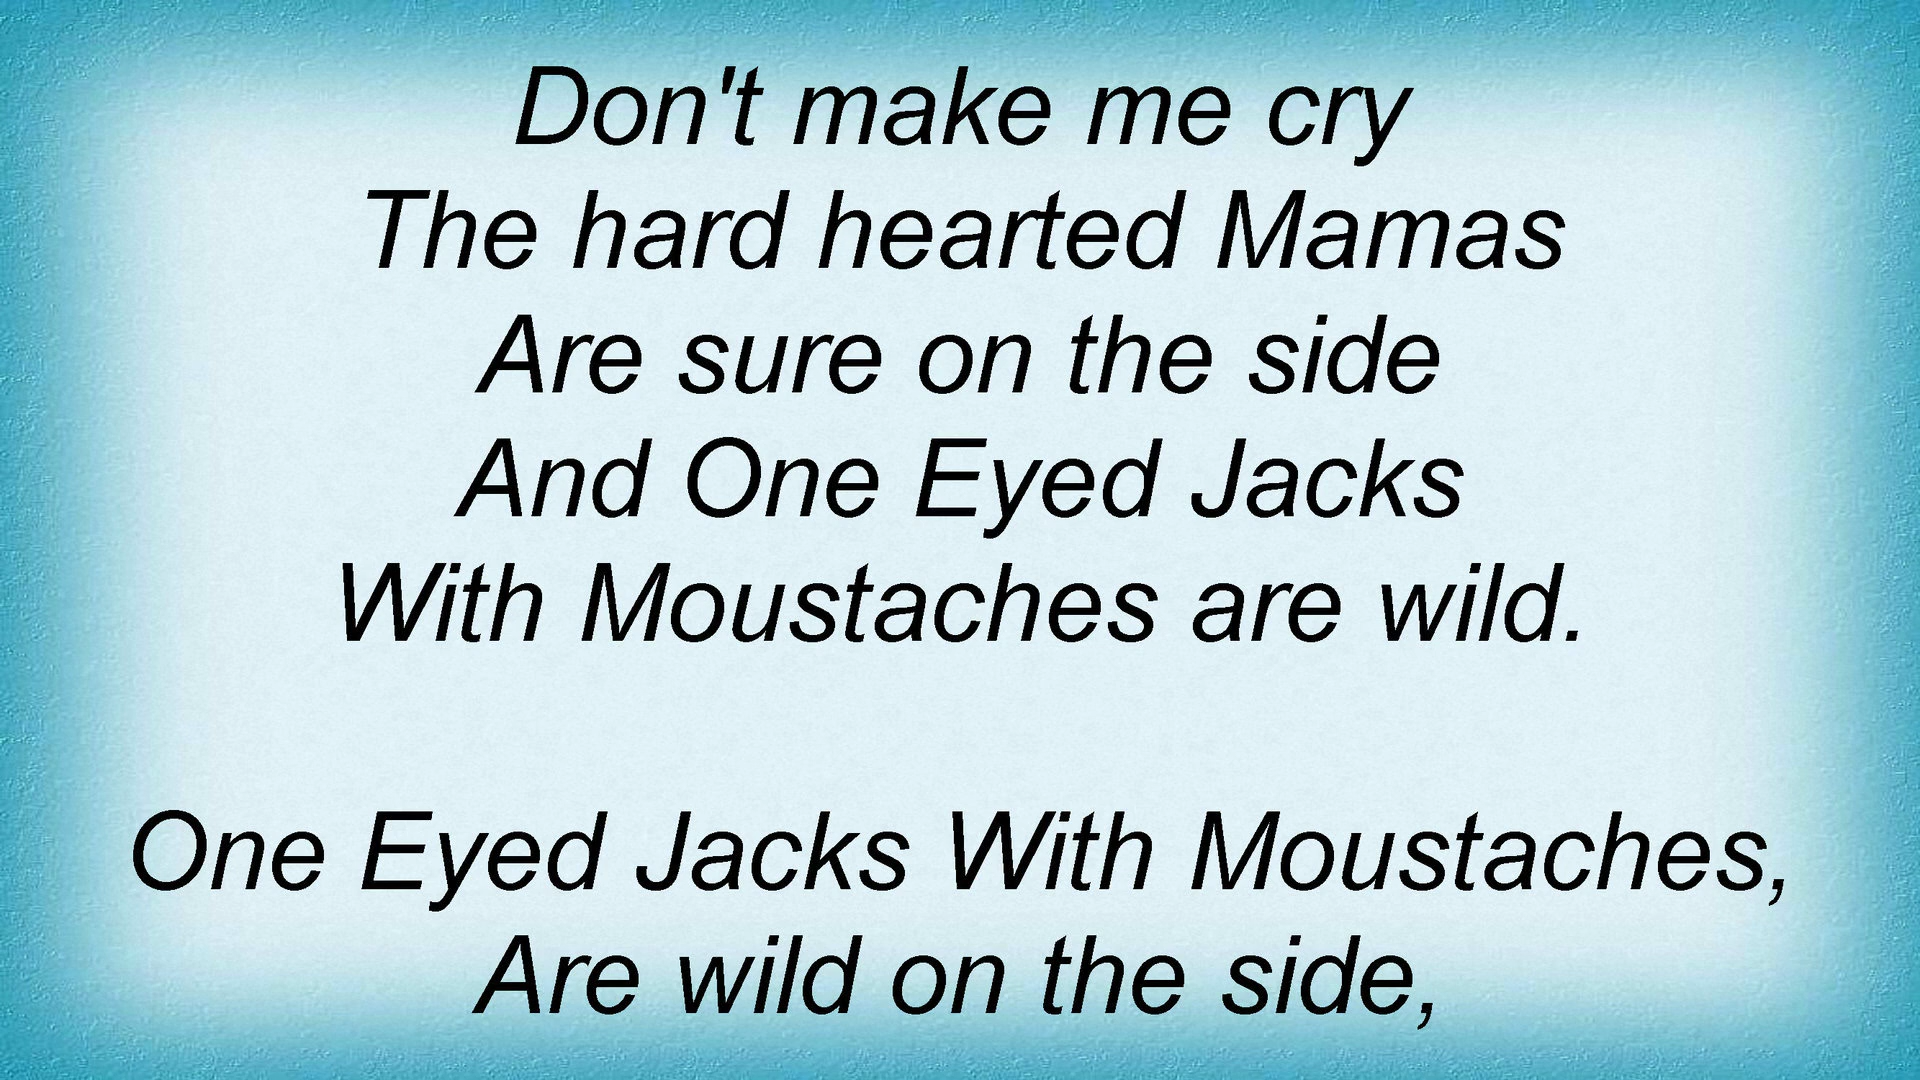 Don't make me cry
The hard hearted Mamas
Are sure on the side
And One Eyed Jacks
With Moustaches are wild.
One Eyed Jacks With Moustaches,
Are wild on the side,